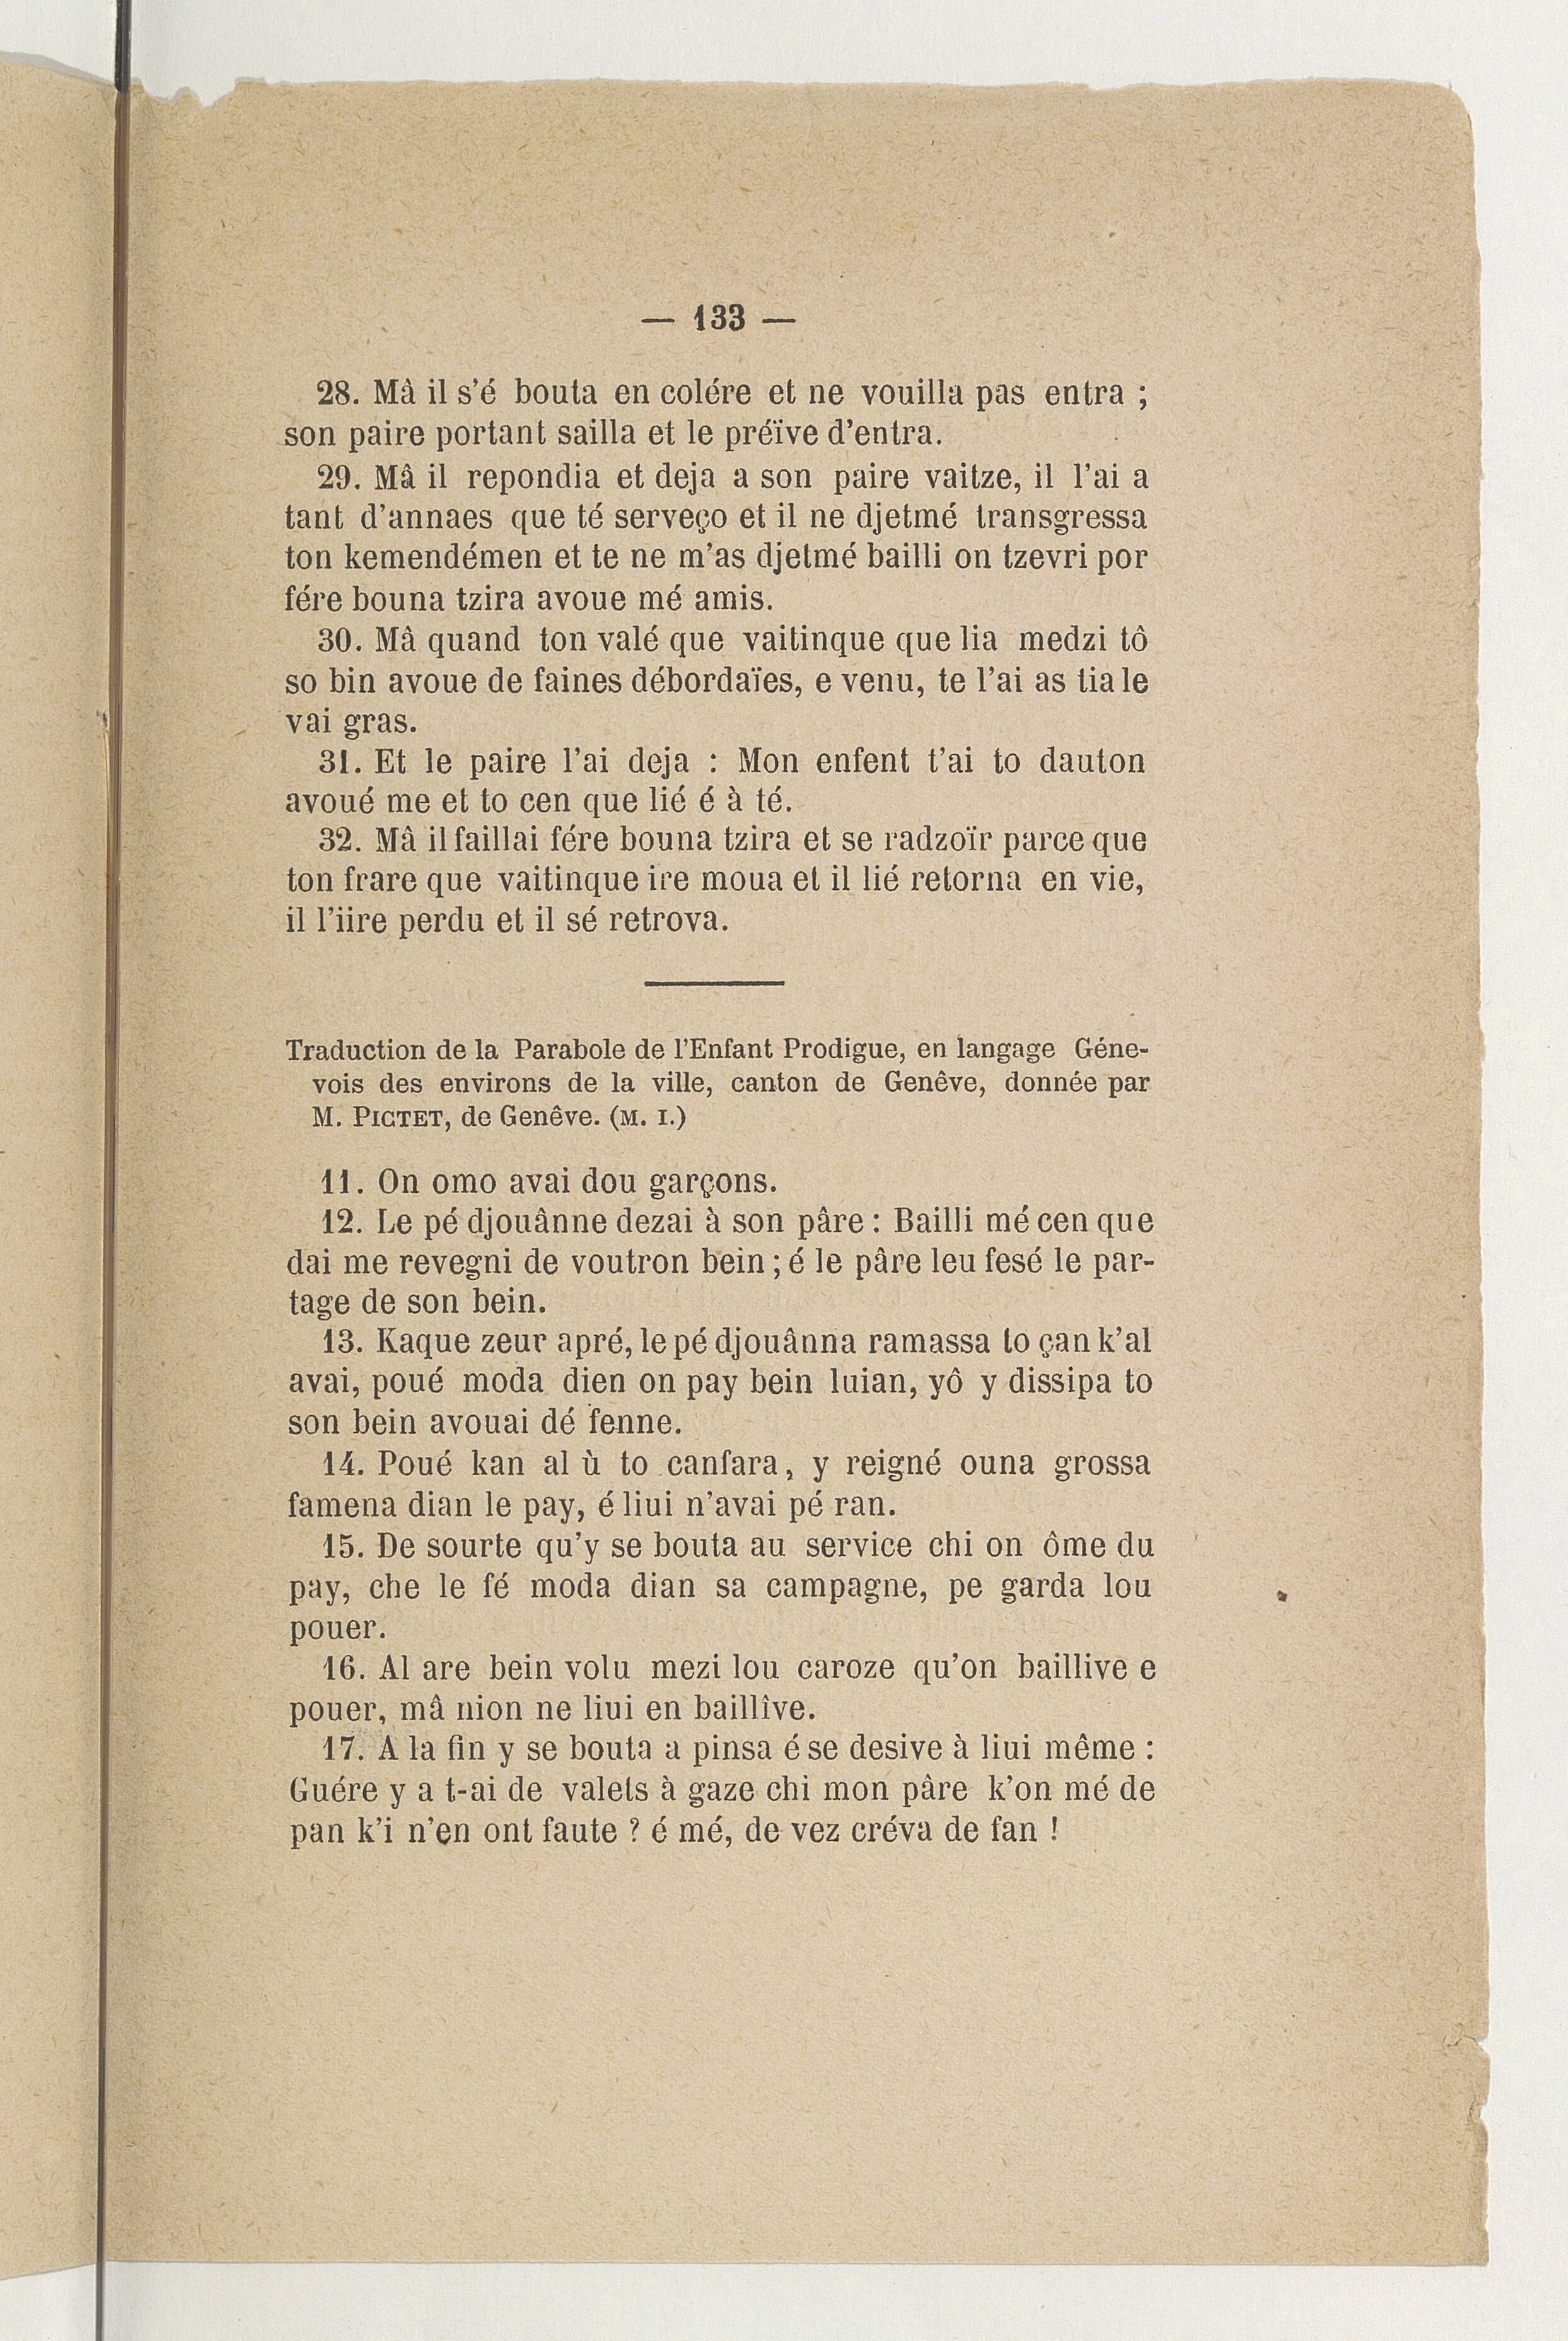 — 133 —
28. Mâ il s'é bouta en colére et ne vouilla pas entra ;
son paire portant sailla et le préïve d'entra.
29. Mâ il repondia et deja a son paire vaitze, il l'ai a
tant d'annaes que té serveço et il ne djetmé transgressa
ton kemendémen et te ne m'as djetmé bailli on tzevri por
fére bouna tzira avoue mé amis.
30. Mâ quand ton valé que vaitinque que lia medzi tô
so bin avoue de faines débordaïes, e venu, te l'ai as tia le
vai gras.
31. Et le paire l'ai deja : Mon enfent t'ai to dauton
avoué me et to cen que lié é à té.
32. Mâ il faillai fére bouna tzira et se radzoïr parce que
ton frare que vaitinque ire moua et il lié retorna en vie,
il l'iire perdu et il sé retrova.
Traduction de la Parabole de l'Enfant Prodigue, en langage Géne-
vois des environs de la ville, canton de Genêve, donnée par
M. PICTET, de Genêve. (M. I.)
11. On omo avai dou garçons.
12. Le pé djouânne dezai à son pâre : Bailli mé cen que
dai me revegni de voutron bein ; é le pâre leu fesé le par-
tage de son bein.
13. Kaque zeur apré, le pé djouânna ramassa to çan k'al
avai, poué moda dien on pay bein luian, yô y dissipa to
son bein avouai dé fenne.
14. Poué kan al ù to canfara, y reigné ouna grossa
famena dian le pay, é liui n'avai pé ran.
15. De sourte qu'y se bouta au service chi on ôme du
pay, che le fé moda dian sa campagne, pe garda lou
pouer.
16. Al are bein volu mezi lou caroze qu'on baillive e
pouer, mâ nion ne liui en baillîve.
17. A la fin y se bouta a pinsa é se desive à liui même :
Guére y a t-ai de valets à gaze chi mon pâre k'on mé de
pan k'i n'en ont faute ? é mé, de vez créva de fan !